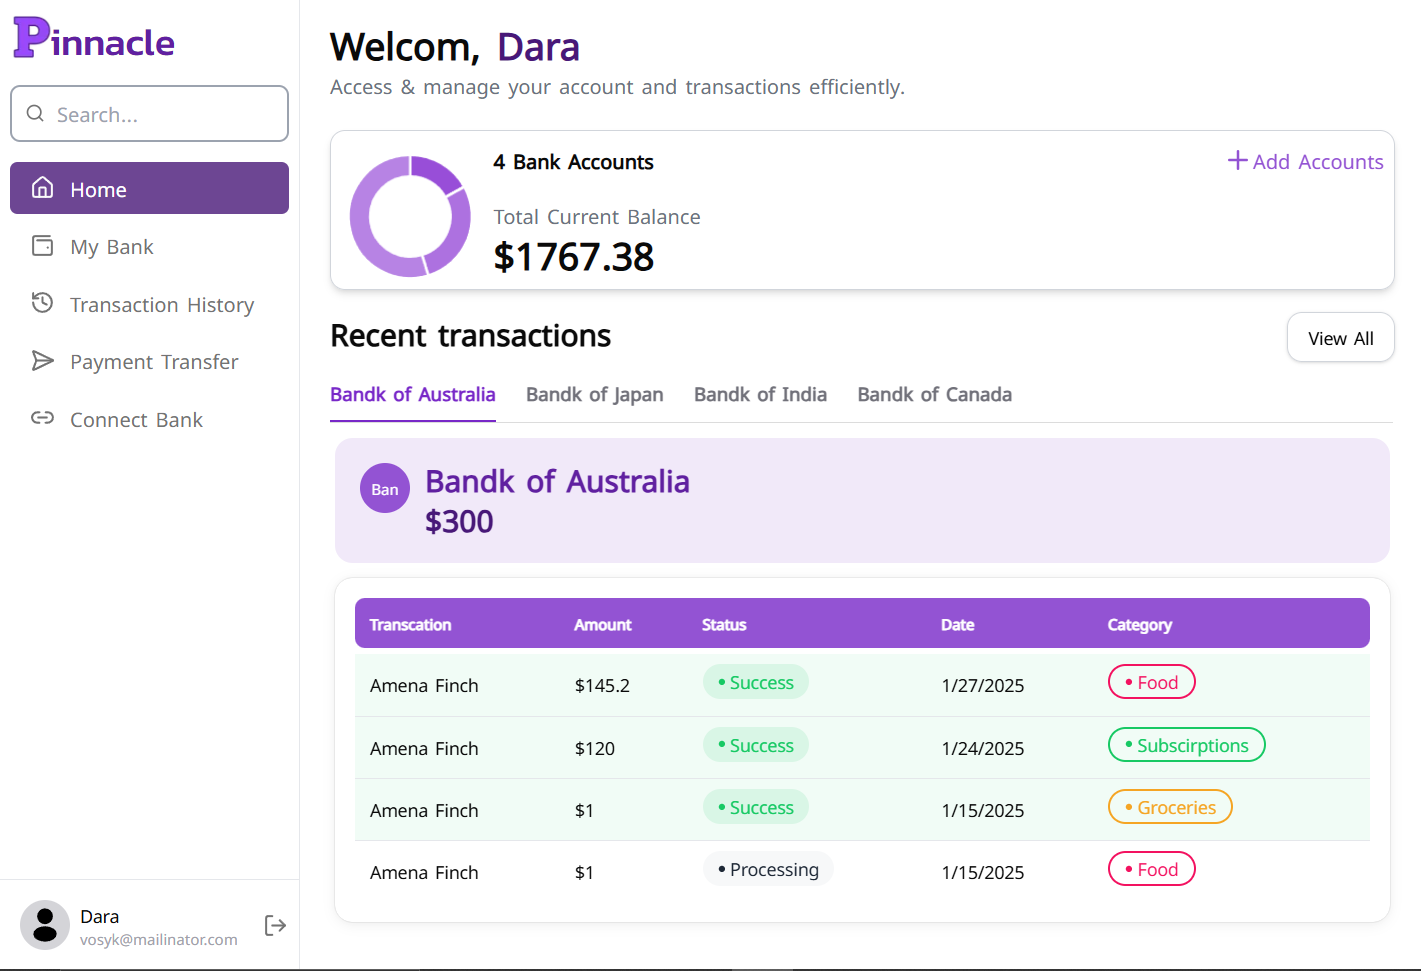 Pinnacle
Search...
Home
My Bank
Transaction History
Payment Transfer
Connect Bank
Dara
vosyk@mailinator.com
Welcom, Dara
Access & manage your account and transactions efficiently.
4 Bank Accounts
Add Accounts
Total Current Balance
$1767.38
Recent transactions
View All
Bandk of Australia Bandk of Japan Bandk of India Bandk of Canada
Ban
Bandk of Australia
$300
Transcation Amount Status Date Category
Amena Finch $145.2 • Success 1/27/2025 • Food
Amena Finch $120 • Success 1/24/2025 • Subscirptions
Amena Finch $1 • Success 1/15/2025 • Groceries
Amena Finch $1 • Processing 1/15/2025 • Food